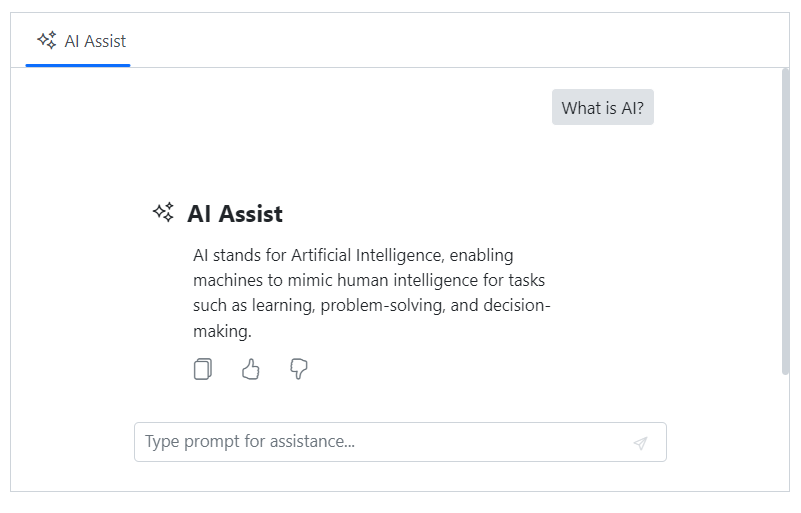 AI Assist
What is AI?
AI Assist
AI stands for Artificial Intelligence, enabling
machines to mimic human intelligence for tasks
such as learning, problem-solving, and decision-
making.
Type prompt for assistance...